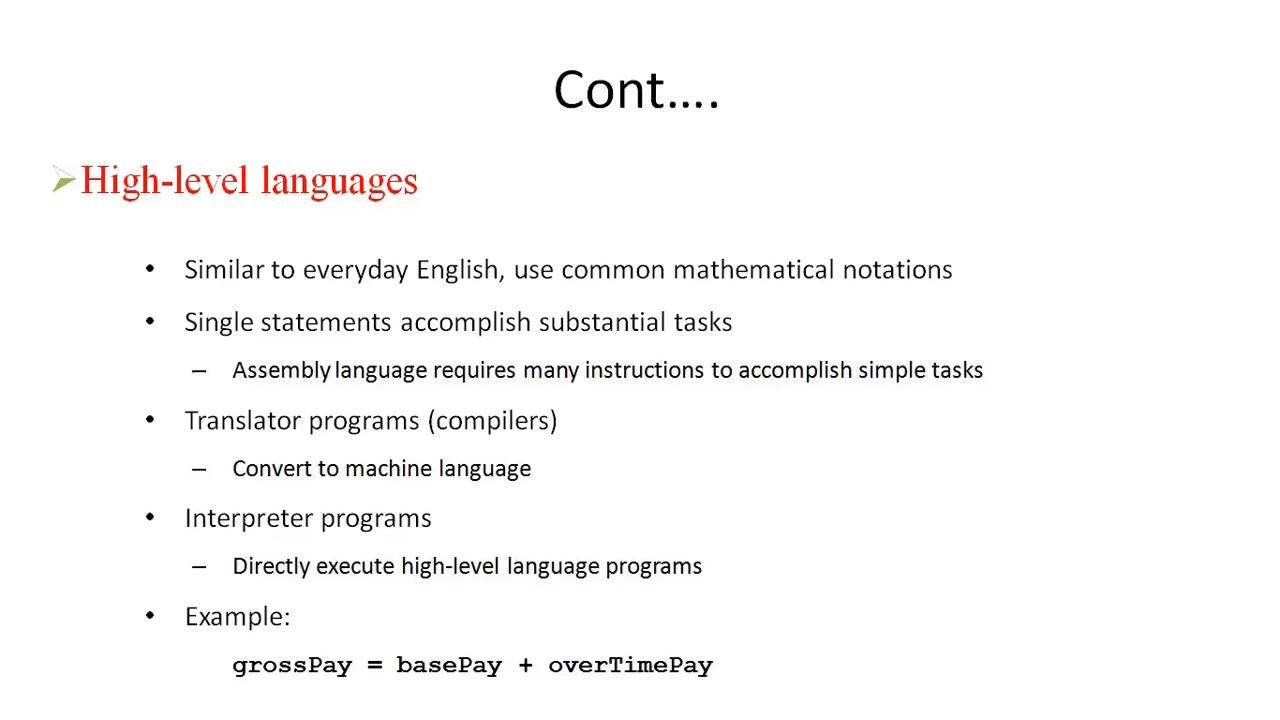 Cont….
➢High-level languages
• Similar to everyday English, use common mathematical notations
• Single statements accomplish substantial tasks
– Assembly language requires many instructions to accomplish simple tasks
• Translator programs (compilers)
– Convert to machine language
• Interpreter programs
– Directly execute high-level language programs
• Example:
grossPay = basePay + overTimePay